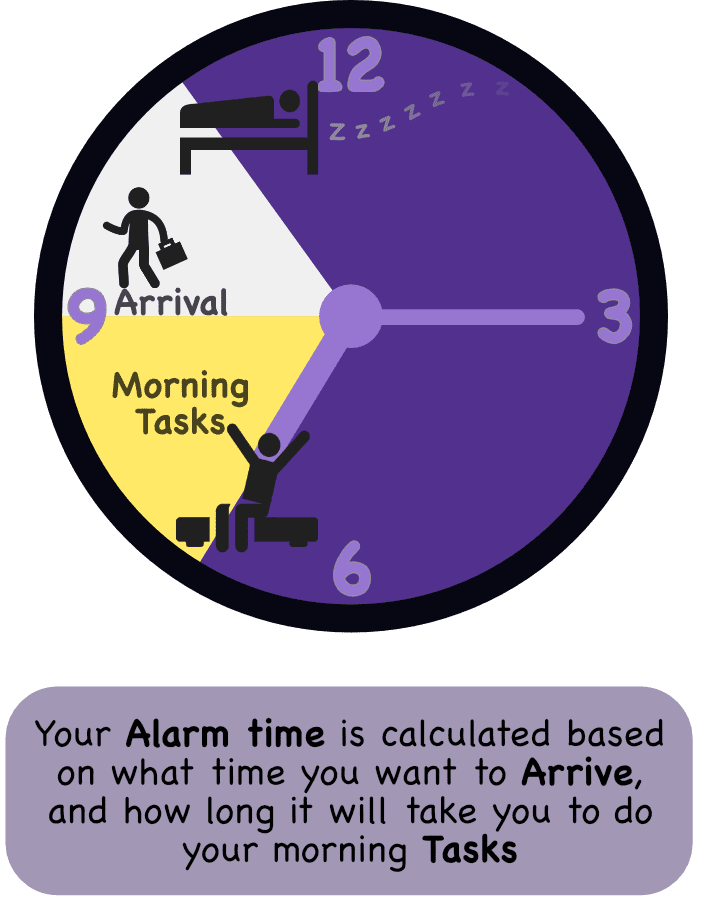 12
z z z z z z z
9
Arrival
3
Morning
Tasks
6
Your Alarm time is calculated based
on what time you want to Arrive,
and how long it will take you to do
your morning Tasks